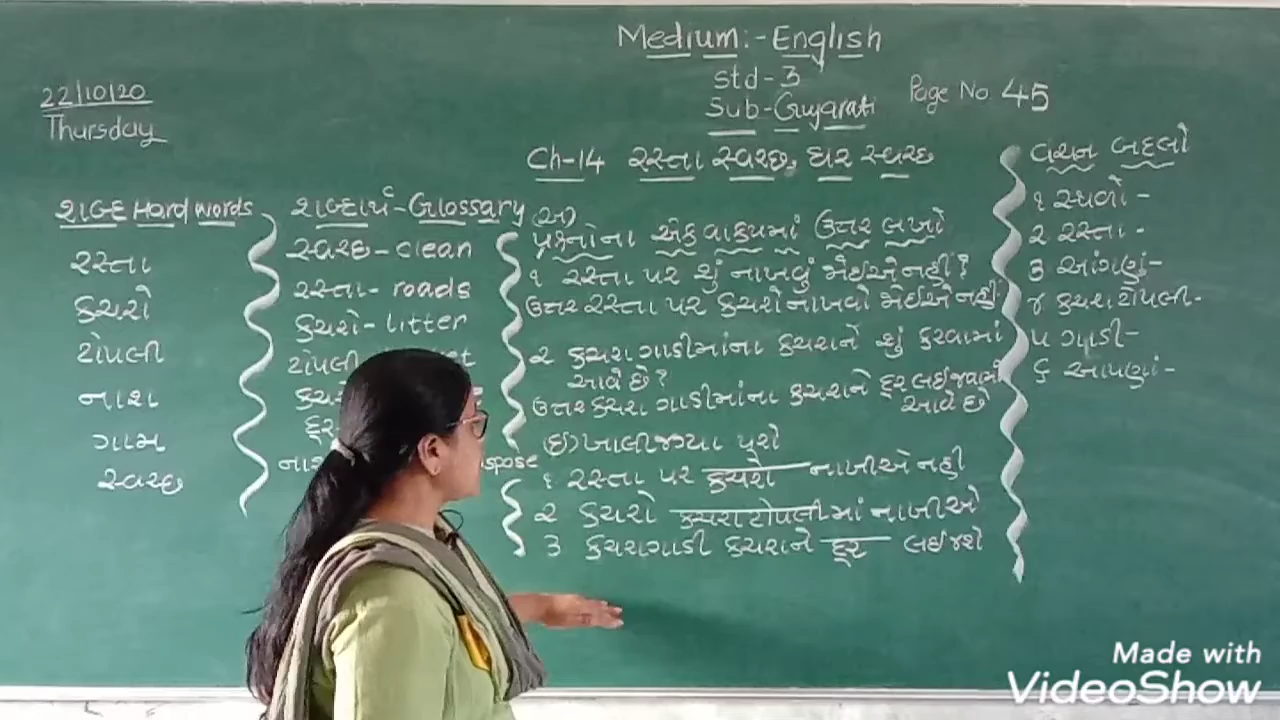 Medium:-English
Std-3
Sub-Gujarati
Page No. 45
22/10/20
Thursday
Ch-14 રસ્તા સ્વચ્છ, ઘર સ્વચ્છ
શબ્દ Hard words
રસ્તા
કચરો
ટોપલી
નાશ
ગામ
સ્વચ્છ
શબ્દાર્થ-Glossary
સ્વચ્છ-clean
રસ્તા-roads
કચરો-litter
ટોપલી
દૂર
(અ)
પ્રશ્નોના એક વાક્યમાં ઉત્તર લખો
૧ રસ્તા પર શું નાખવું જોઈએ નહીં?
ઉત્તર રસ્તા પર કચરો નાખવો જોઈએ નહીં
૨ કચરાગાડીમાંના કચરાને શું કરવામાં
આવે છે?
ઉત્તર કચરાગાડીમાંના કચરાને દૂર લઈ જવામાં
આવે છે
(ઇ) ખાલી જગ્યા પૂરો
૧ રસ્તા પર કચરો નાખીએ નહીં
૨ કચરો કચરાટોપલીમાં નાખીએ
૩ કચરાગાડી કચરાને દૂર લઈ જશે
વચન બદલો
૧ સ્થળો-
૨ રસ્તા-
૩ આંગણું-
૪ કચરાટોપલી-
૫ ગાડી-
૬ આપણાં-
Made with
VideoShow